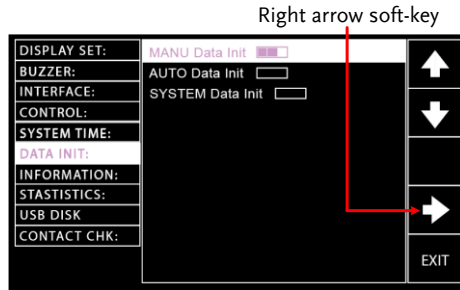 Right arrow soft-key
DISPLAY SET:
BUZZER:
INTERFACE:
CONTROL:
SYSTEM TIME:
DATA INIT:
INFORMATION:
STASTISTICS:
USB DISK
CONTACT CHK:
MANU Data Init
AUTO Data Init
SYSTEM Data Init
EXIT